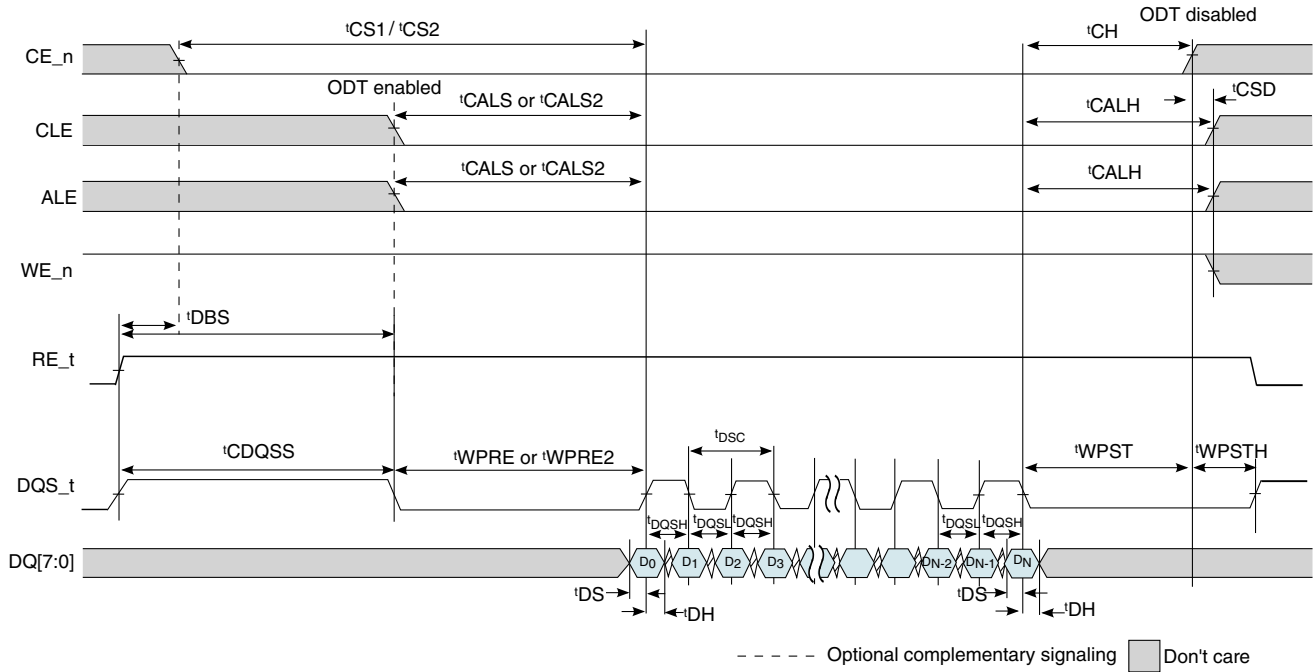 ODT disabled
tCS1 / tCS2
tCH
CE_n
ODT enabled
tCALS or tCALS2
tCSD
tCALH
CLE
tCALS or tCALS2
tCALH
ALE
WE_n
tDBS
RE_t
tCDQSS
tWPRE or tWPRE2
tDSC
tWPST
tWPSTH
DQS_t
tDQSH tDQSL tDQSH tDQSL tDQSH
DQ[7:0]
D0 D1 D2 D3 DN-2 DN-1 DN
tDS
tDH
tDS
tDH
Optional complementary signaling
Don't care